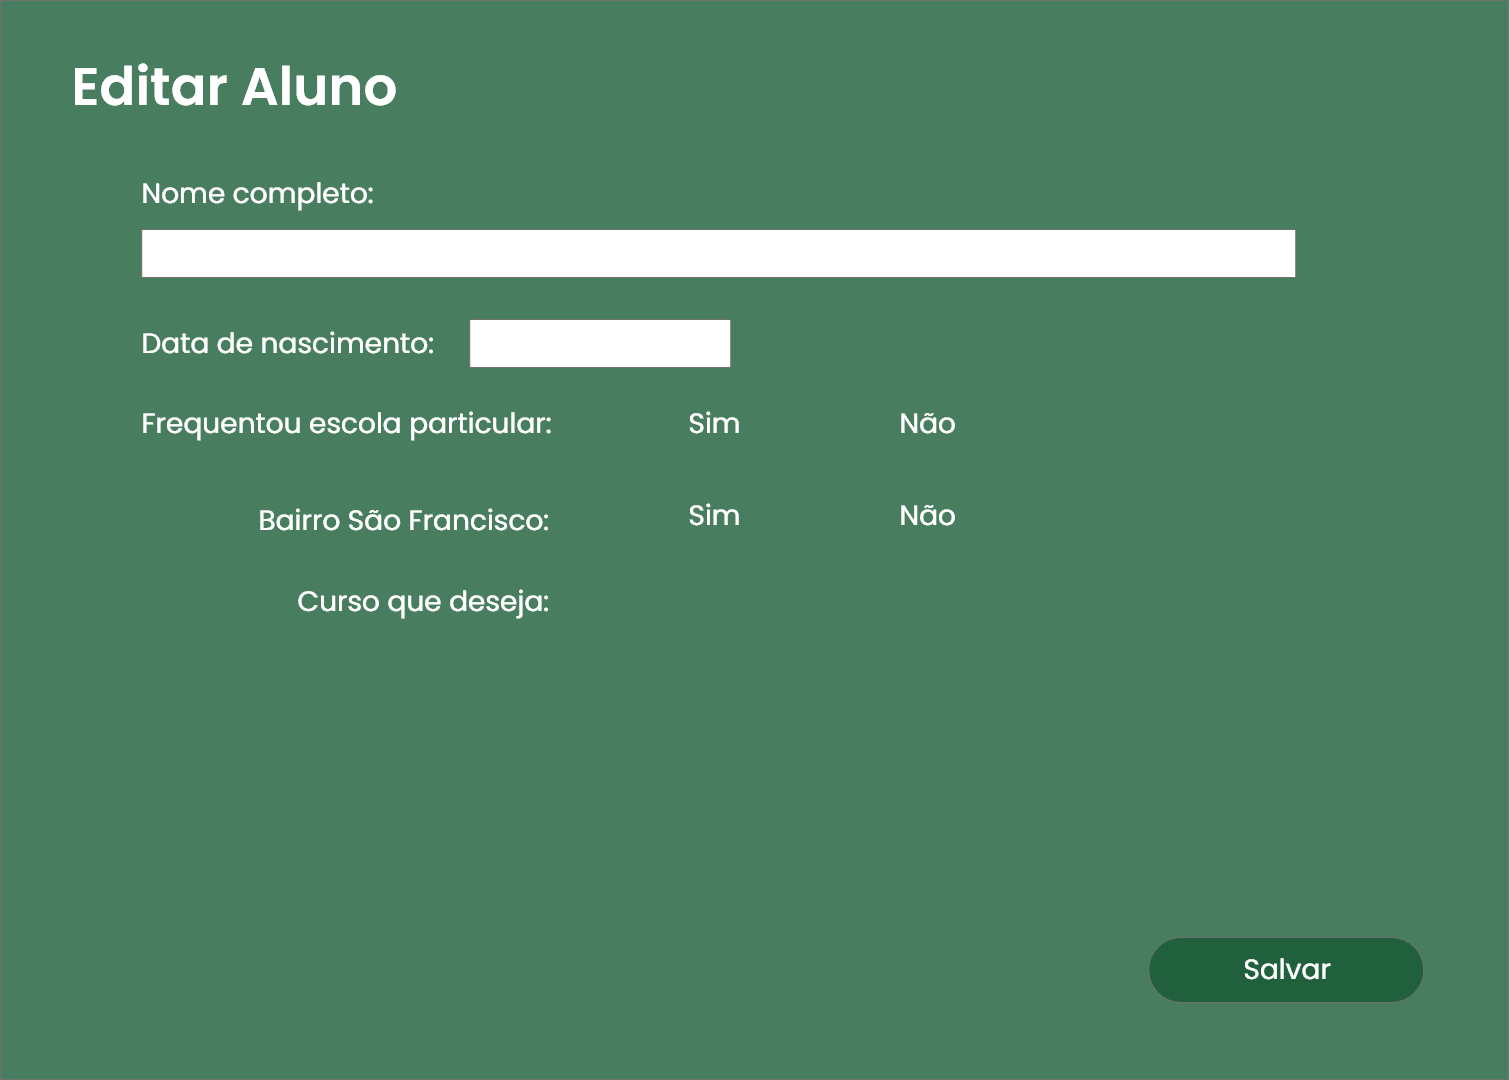 Editar Aluno
Nome completo:
Data de nascimento:
Frequentou escola particular: Sim Não
Bairro São Francisco: Sim Não
Curso que deseja:
Salvar